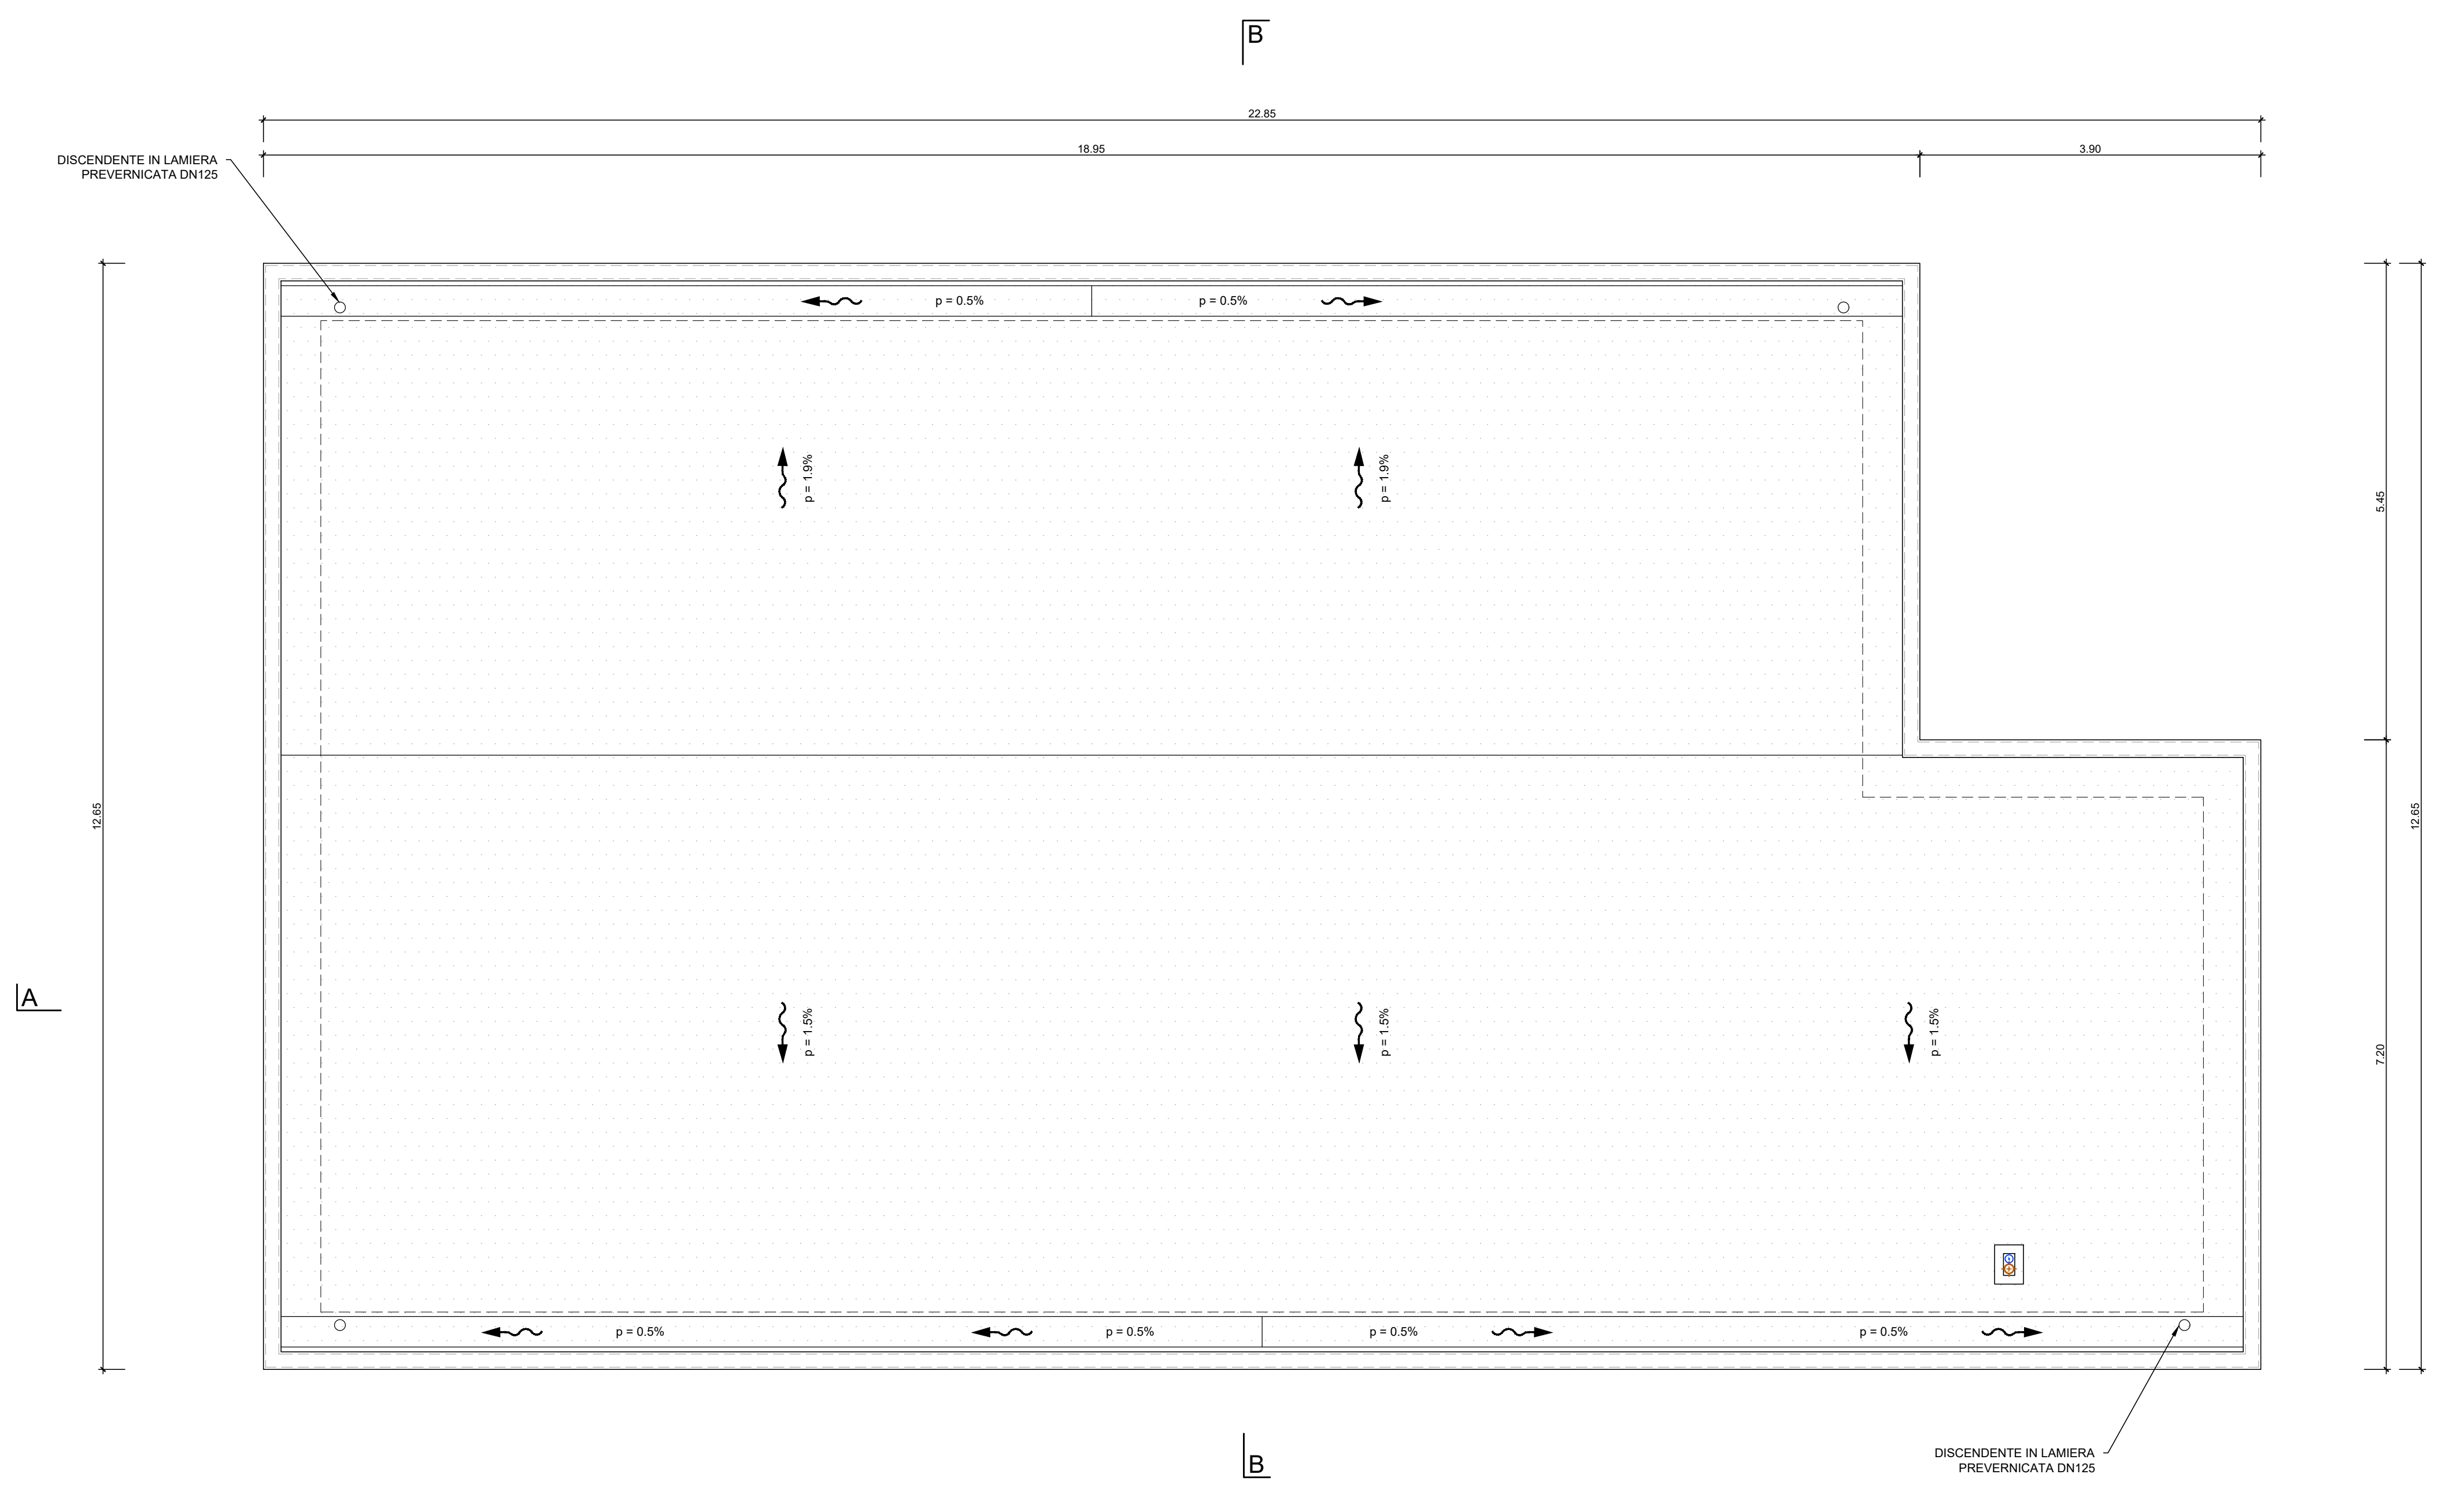 B
22.85
18.95
3.90
DISCENDENTE IN LAMIERA
PREVERNICATA DN125
p = 0.5%
p = 0.5%
p = 1.9%
p = 1.9%
5.45
12.65
12.65
A
p = 1.5%
p = 1.5%
p = 1.5%
7.20
p = 0.5%
p = 0.5%
p = 0.5%
p = 0.5%
B
DISCENDENTE IN LAMIERA
PREVERNICATA DN125